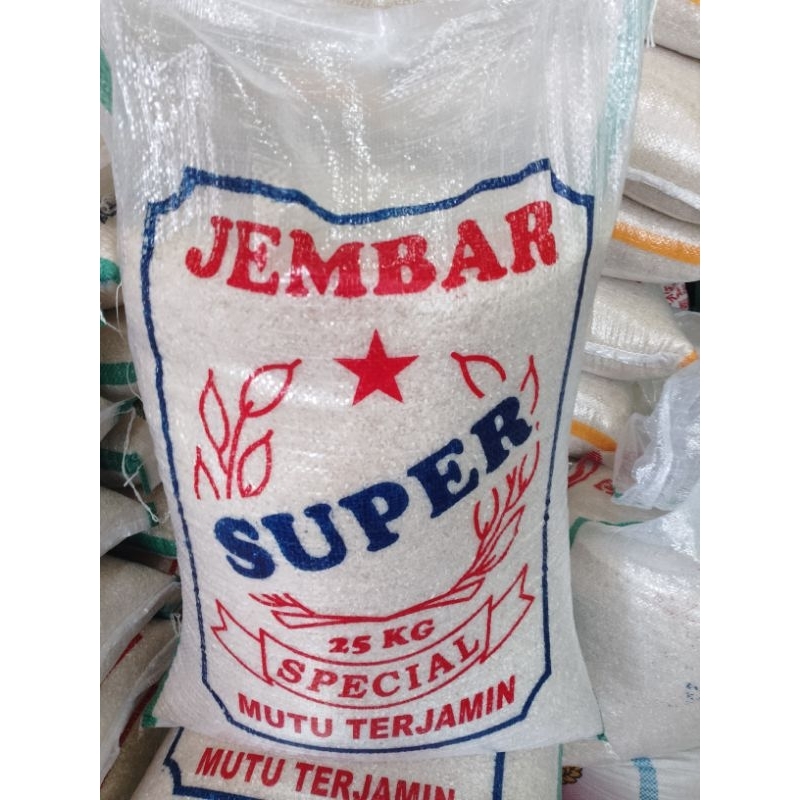 JEMBAR
SUPER
25 KG
SPECIAL
MUTU TERJAMIN
MUTU TERJAMIN